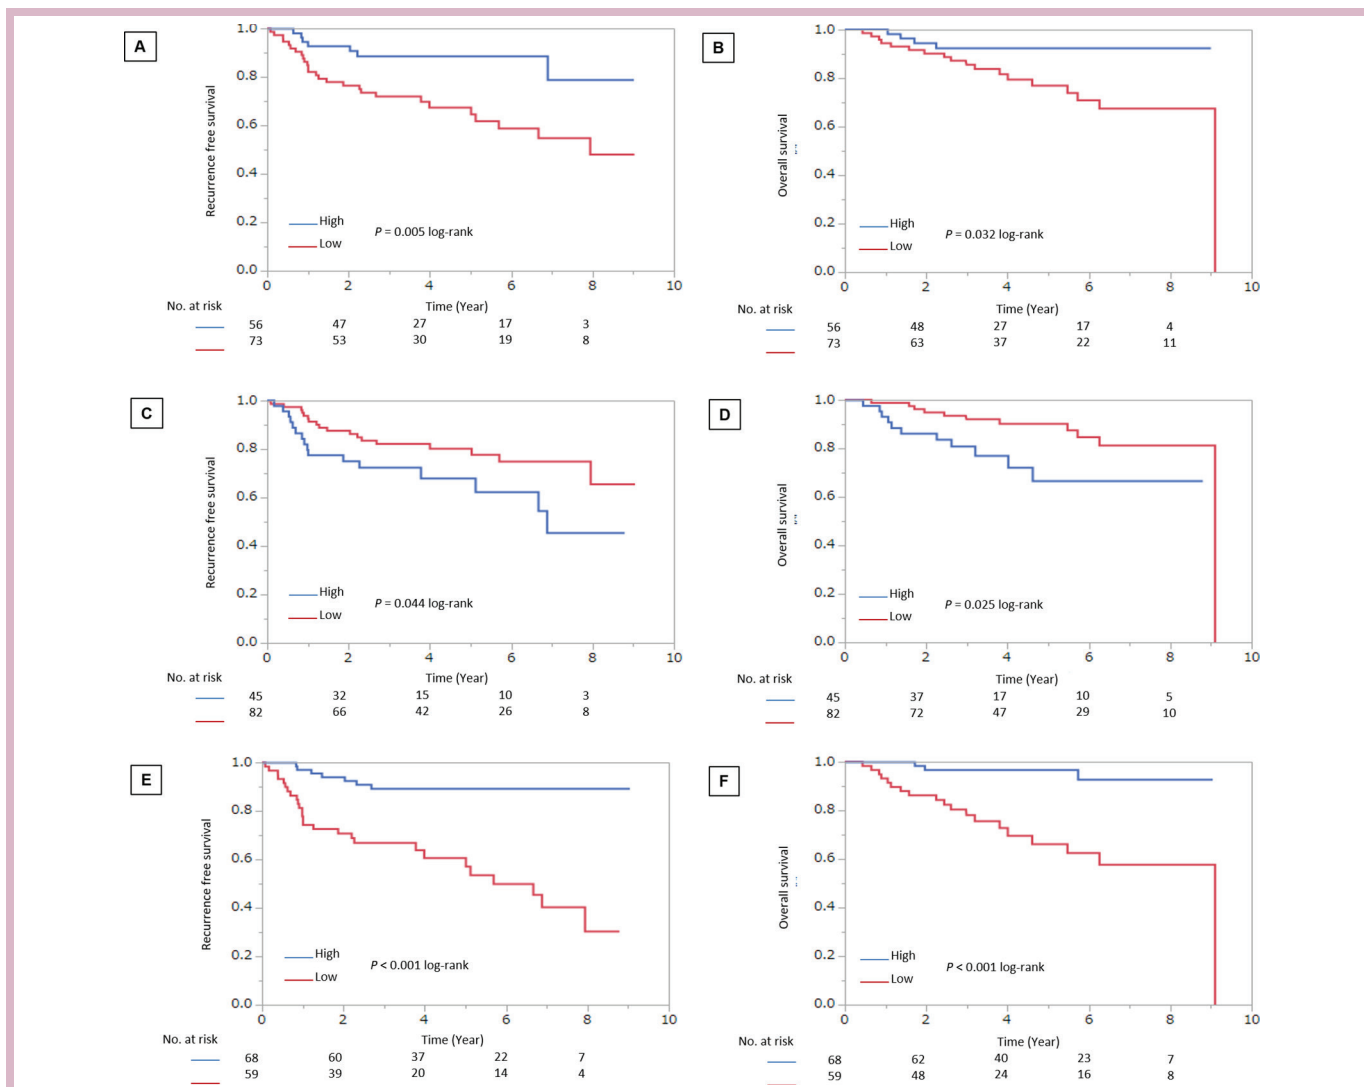 A
Recurrence free survival
1.0
0.8
0.6
0.4
0.2
0.0
High
Low
P = 0.005 log-rank
0 2 4 6 8 10
Time (Year)
No. at risk
56 47 27 17 3
73 53 30 19 8
B
Overall survival
1.0
0.8
0.6
0.4
0.2
0.0
High
Low
P = 0.032 log-rank
0 2 4 6 8 10
Time (Year)
No. at risk
56 48 27 17 4
73 63 37 22 11
C
Recurrence free survival
1.0
0.8
0.6
0.4
0.2
0.0
High
Low
P = 0.044 log-rank
0 2 4 6 8 10
Time (Year)
No. at risk
45 32 15 10 3
82 66 42 26 8
D
Overall survival
1.0
0.8
0.6
0.4
0.2
0.0
High
Low
P = 0.025 log-rank
0 2 4 6 8 10
Time (Year)
No. at risk
45 37 17 10 5
82 72 47 29 10
E
Recurrence free survival
1.0
0.8
0.6
0.4
0.2
0.0
High
Low
P < 0.001 log-rank
0 2 4 6 8 10
Time (Year)
No. at risk
68 60 37 22 7
59 39 20 14 4
F
Overall survival
1.0
0.8
0.6
0.4
0.2
0.0
High
Low
P < 0.001 log-rank
0 2 4 6 8 10
Time (Year)
No. at risk
68 62 40 23 7
59 48 24 16 8